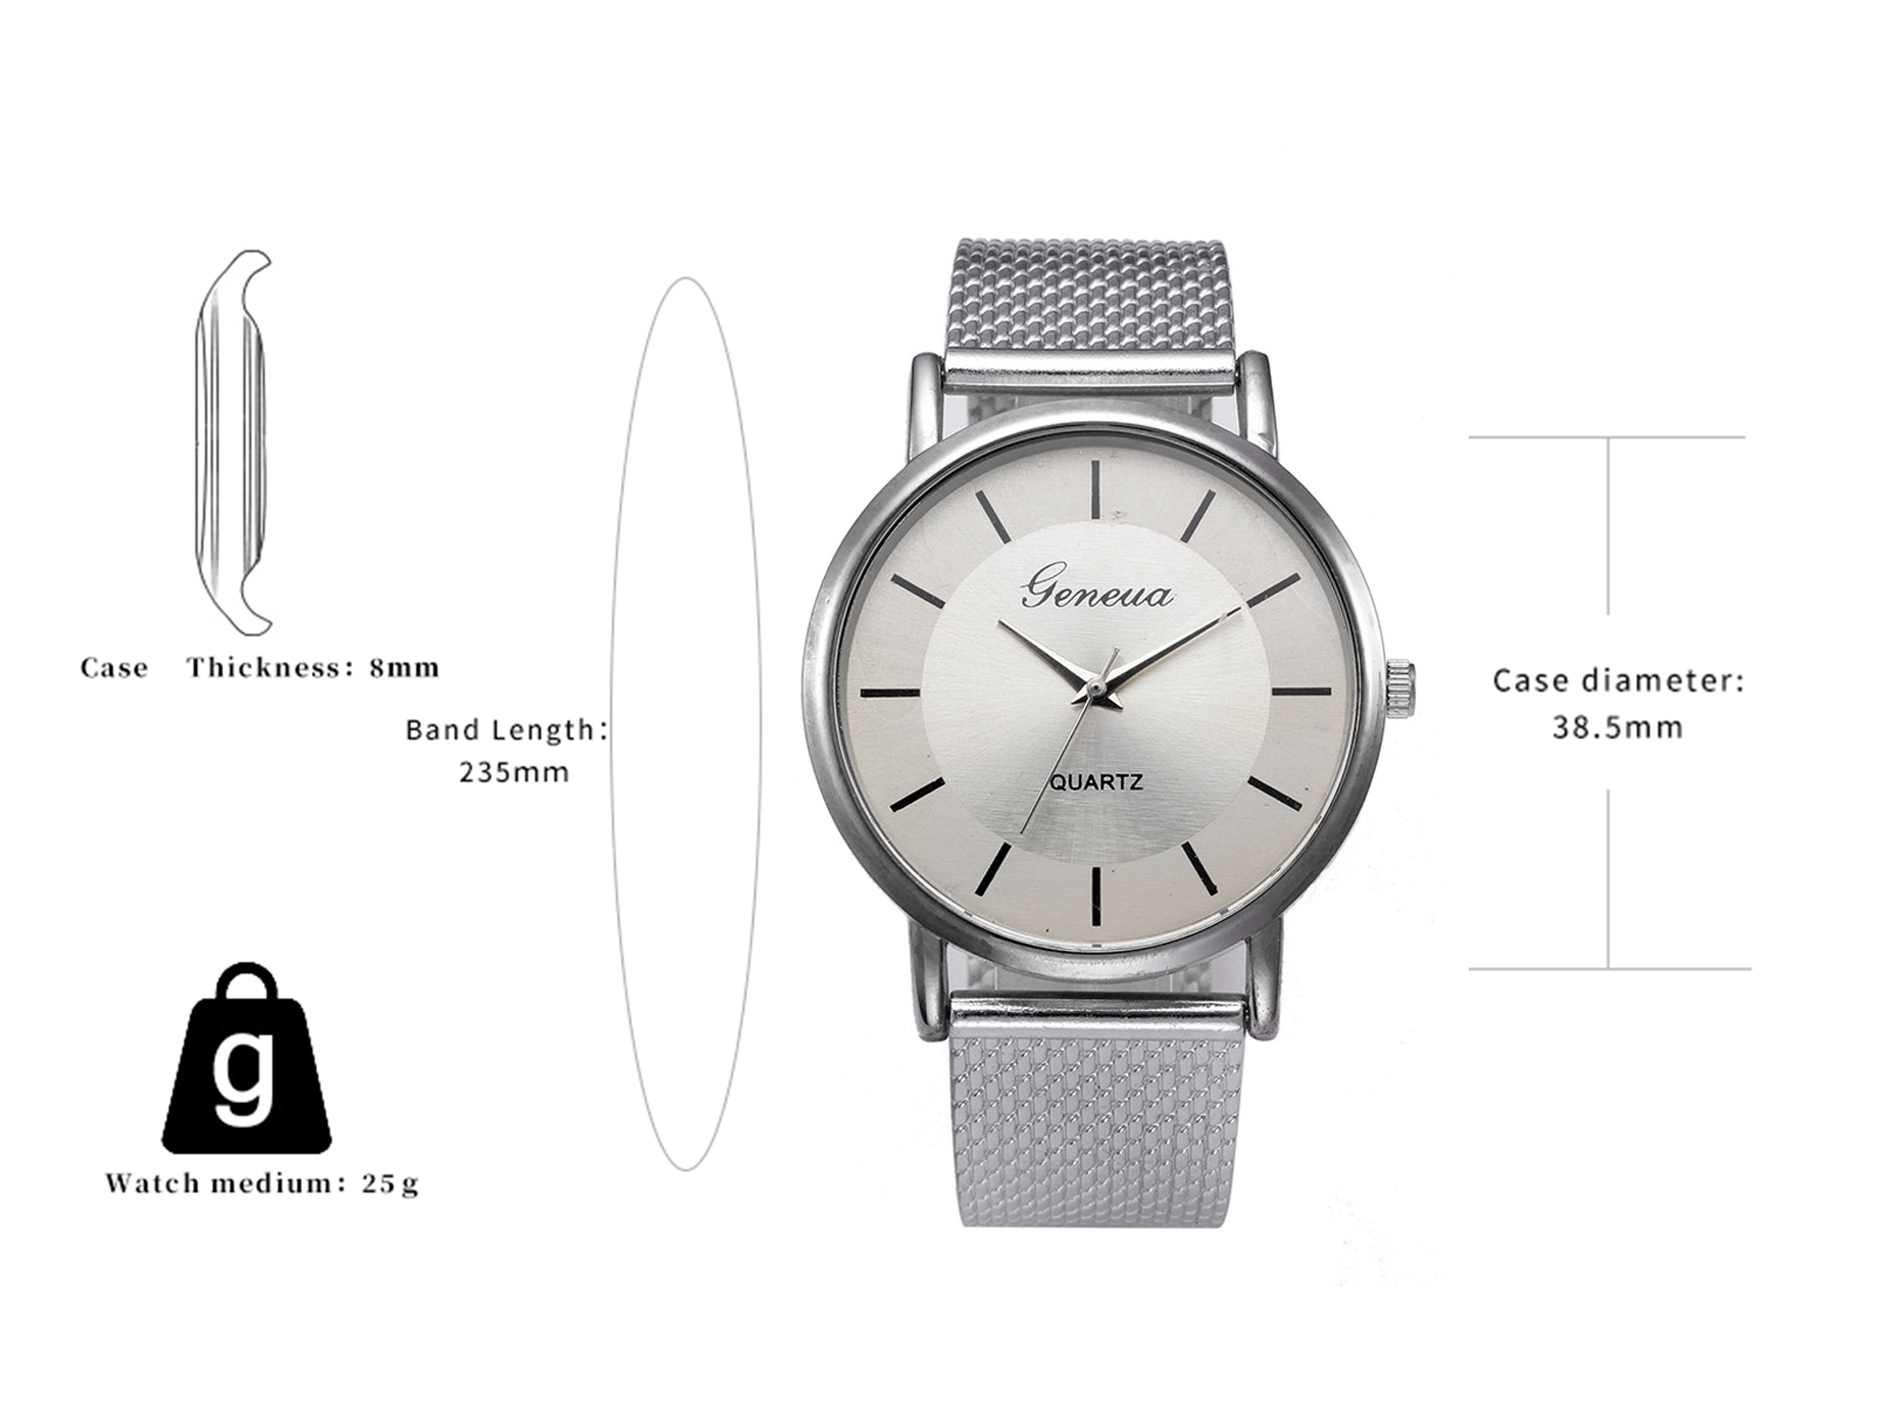 Geneua
QUARTZ
Case Thickness: 8mm
Band Length:
235mm
Case diameter:
38.5mm
g
Watch medium: 25g